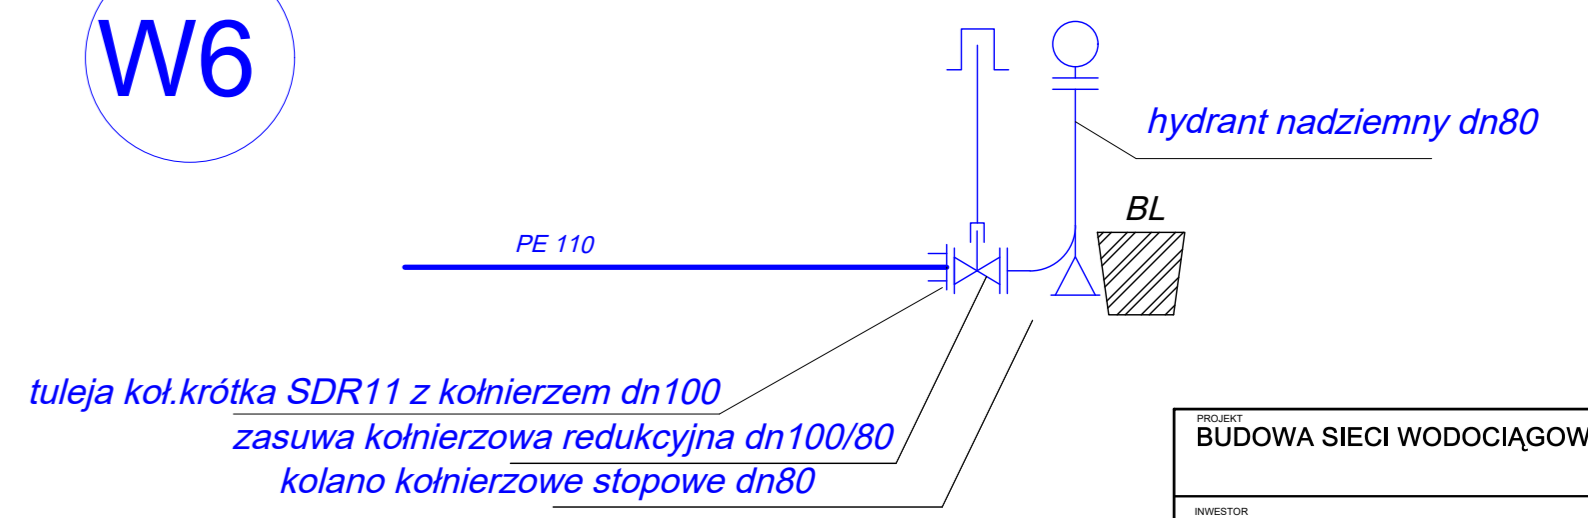 W6
hydrant nadziemny dn80
BL
PE 110
tuleja koł.krótka SDR11 z kołnierzem dn100
zasuwa kołnierzowa redukcyjna dn100/80
kolano kołnierzowe stopowe dn80
PROJEKT
BUDOWA SIECI WODOCIĄGOW
INWESTOR